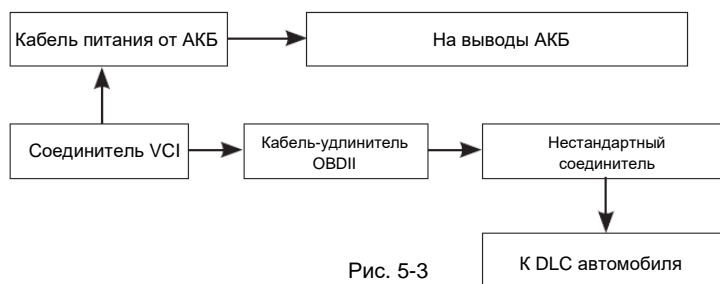 Кабель питания от АКБ
На выводы АКБ
Соединитель VCI
Кабель-удлинитель
OBDII
Нестандартный
соединитель
К DLC автомобиля
Рис. 5-3